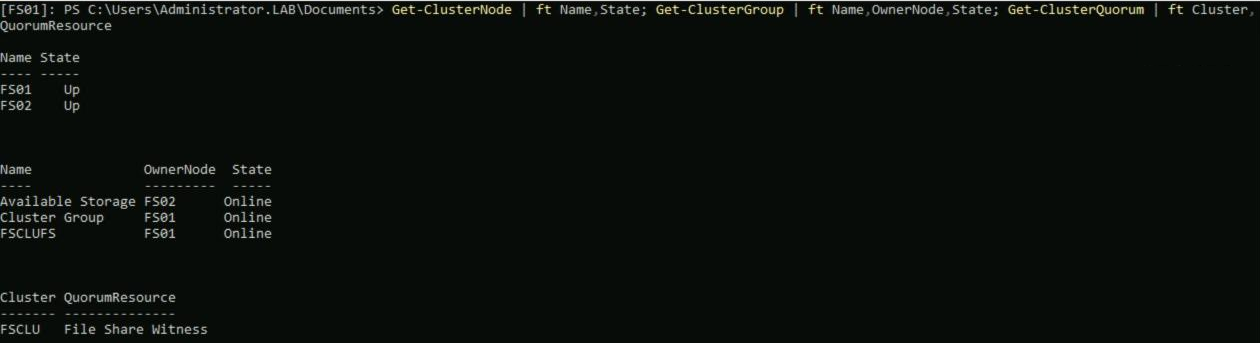 [FS01]: PS C:\Users\Administrator.LAB\Documents> Get-ClusterNode | ft Name,State; Get-ClusterGroup | ft Name,OwnerNode,State; Get-ClusterQuorum | ft Cluster,
QuorumResource
Name State
---- -----
FS01    Up
FS02    Up
Name              OwnerNode  State
----              ---------  -----
Available Storage FS02      Online
Cluster Group     FS01      Online
FSCLUFS           FS01      Online
Cluster QuorumResource
------- --------------
FSCLU   File Share Witness